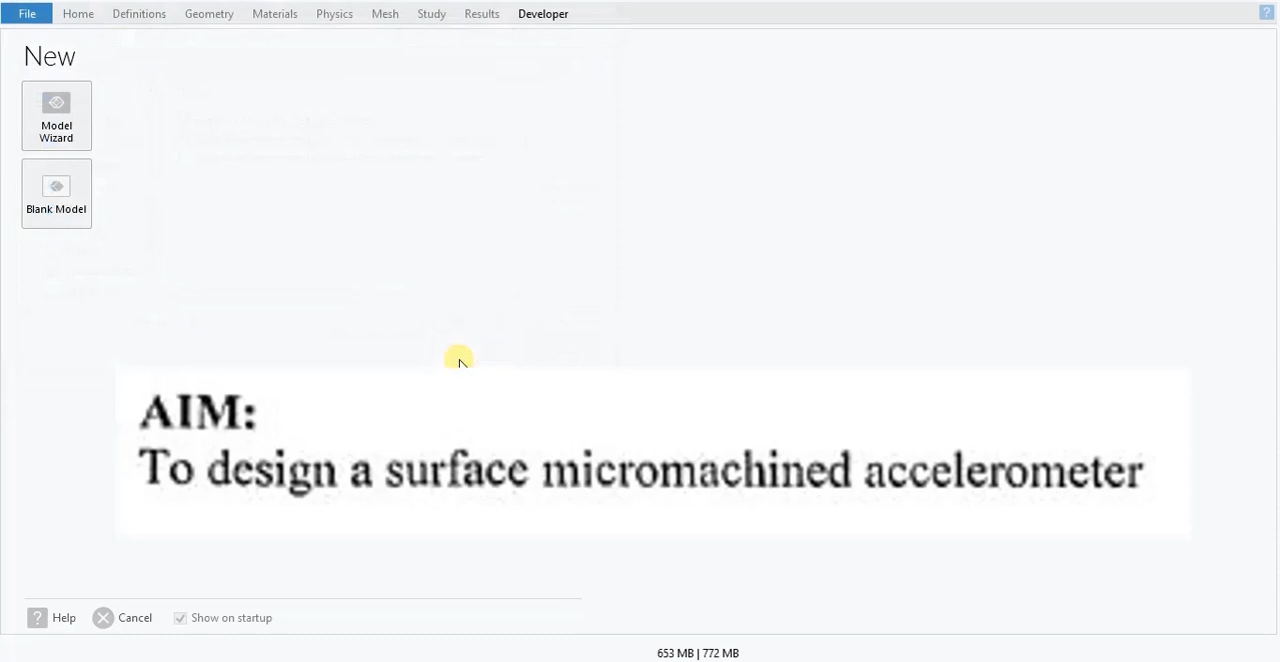 File Home Definitions Geometry Materials Physics Mesh Study Results Developer ?
New
Model
Wizard
Blank Model
AIM:
To design a surface micromachined accelerometer
? Help Cancel Show on startup
653 MB | 772 MB